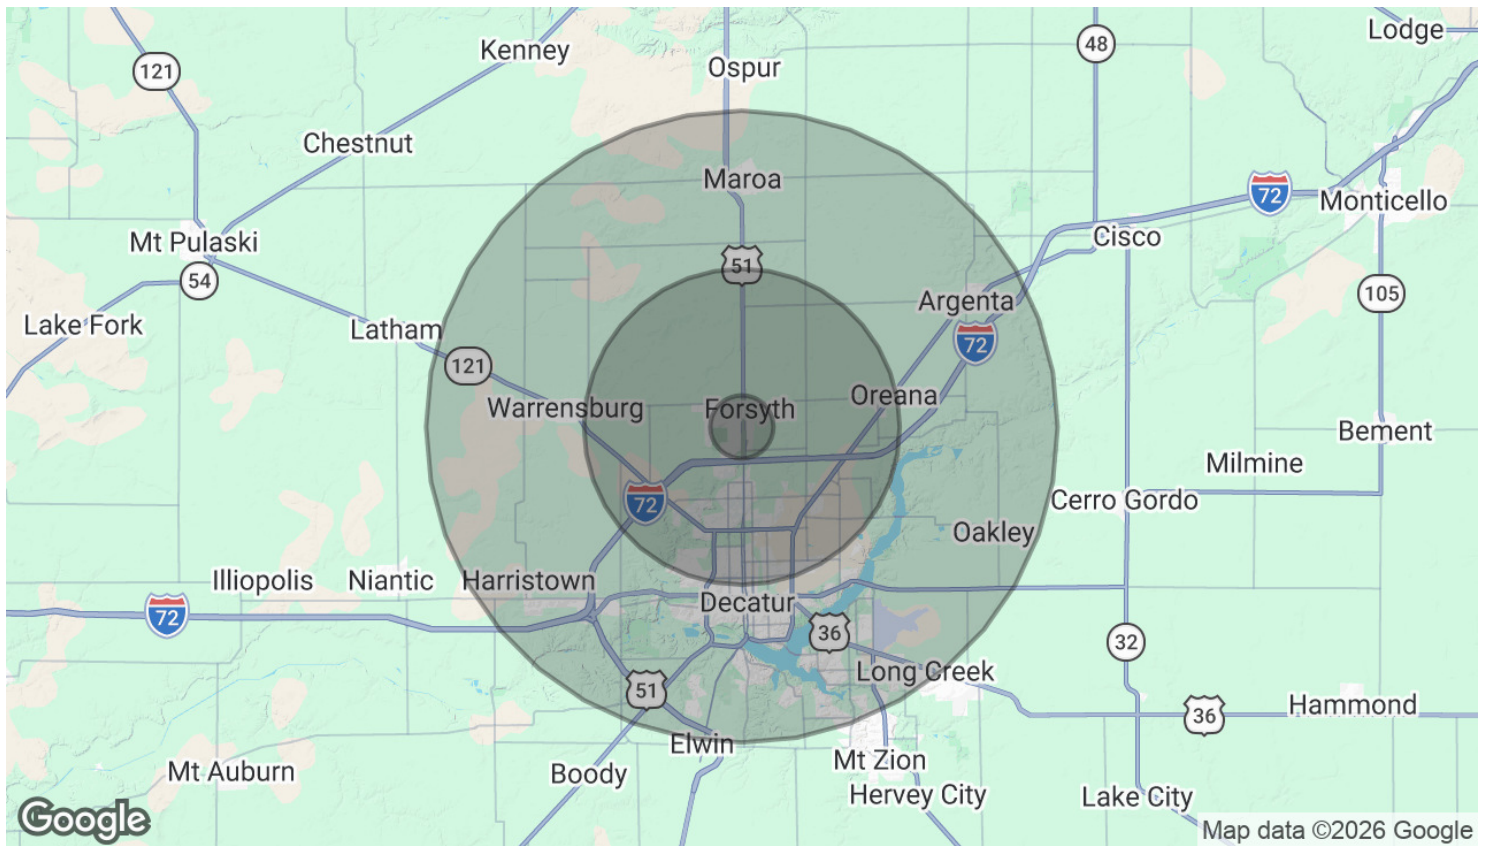 Lodge
48
Kenney
121
Ospur
Chestnut
Maroa
72
Monticello
Mt Pulaski
Cisco
51
54
105
Argenta
Lake Fork
Latham
72
121
Oreana
Warrensburg
Forsyth
Bement
Milmine
72
Cerro Gordo
Oakley
Illiopolis
Niantic
Harristown
Decatur
72
36
32
Long Creek
51
Hammond
36
Elwin
Mt Zion
Mt Auburn
Boody
Hervey City
Lake City
Google
Map data ©2026 Google